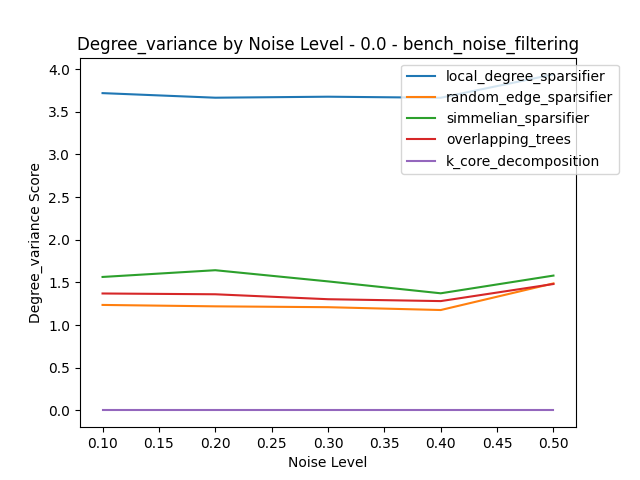 Degree_variance by Noise Level - 0.0 - bench_noise_filtering
local_degree_sparsifier
random_edge_sparsifier
simmelian_sparsifier
overlapping_trees
k_core_decomposition
Degree_variance Score
4.0
3.5
3.0
2.5
2.0
1.5
1.0
0.5
0.0
0.10 0.15 0.20 0.25 0.30 0.35 0.40 0.45 0.50
Noise Level